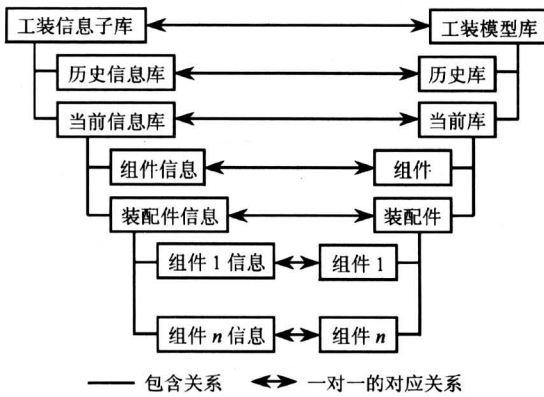 工装信息子库 工装模型库
历史信息库 历史库
当前信息库 当前库
组件信息 组件
装配件信息 装配件
组件 1 信息 组件 1
组件 n 信息 组件 n
包含关系 一对一的对应关系